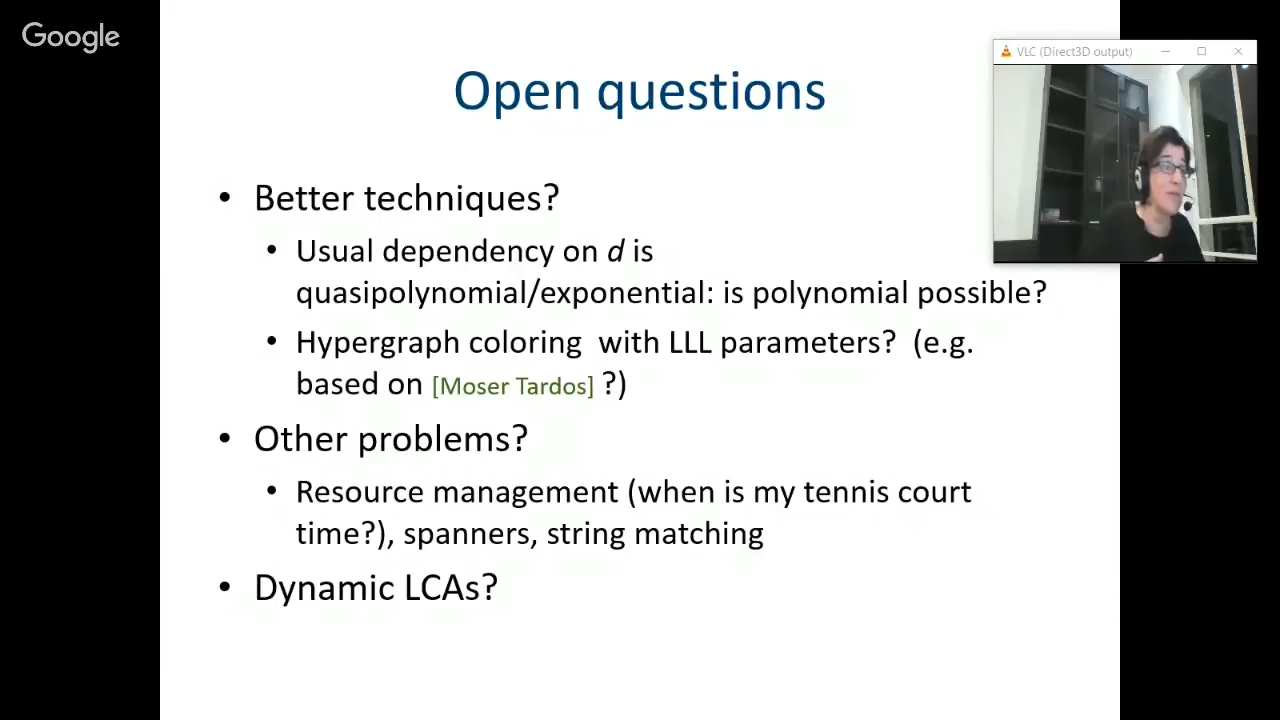 Google
VLC (Direct3D output)
Open questions
• Better techniques?
• Usual dependency on d is
quasipolynomial/exponential: is polynomial possible?
• Hypergraph coloring with LLL parameters? (e.g.
based on [Moser Tardos] ?)
• Other problems?
• Resource management (when is my tennis court
time?), spanners, string matching
• Dynamic LCAs?